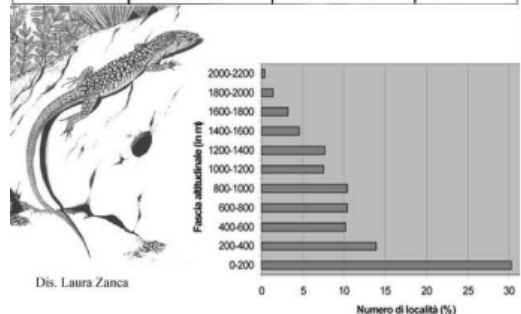 Fascia altitudinale (in m)
2000-2200
1800-2000
1600-1800
1400-1600
1200-1400
1000-1200
800-1000
600-800
400-600
200-400
0-200
0 5 10 15 20 25 30
Numero di località (%)
Dis. Laura Zanca